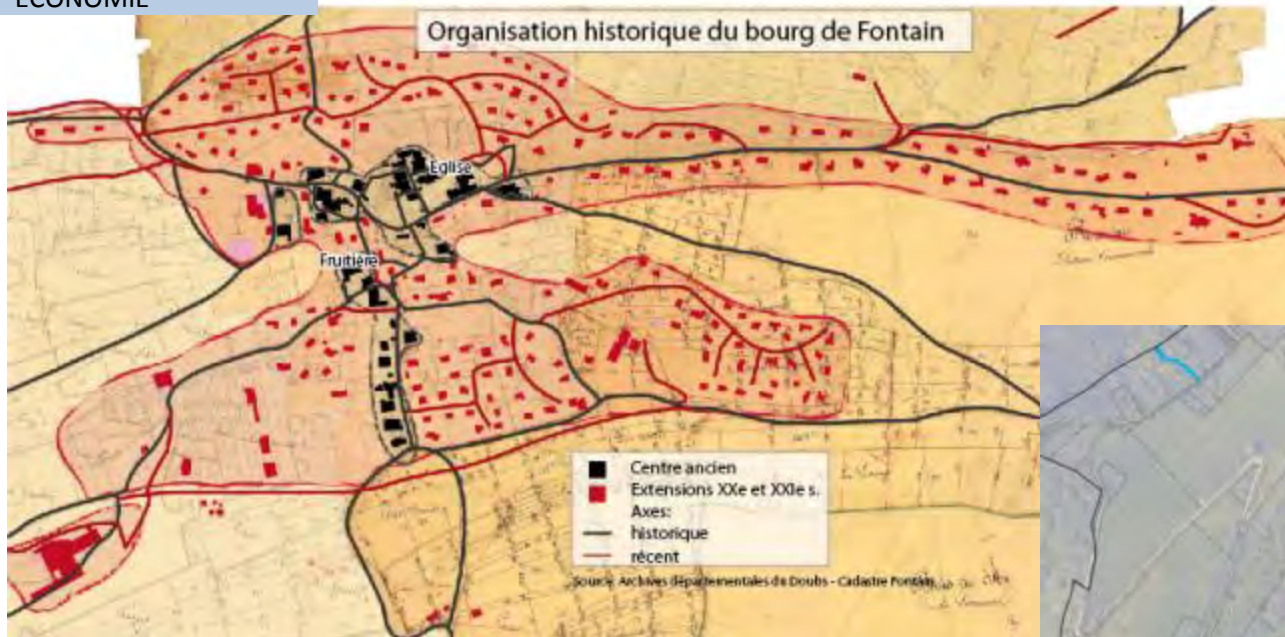 ÉCONOMIE
Organisation historique du bourg de Fontain
Eglise
Fruitière
Centre ancien
Extensions XXe et XXIe s.
Axes:
historique
récent
Source: Archives départementales du Doubs - Cadastre Fontain